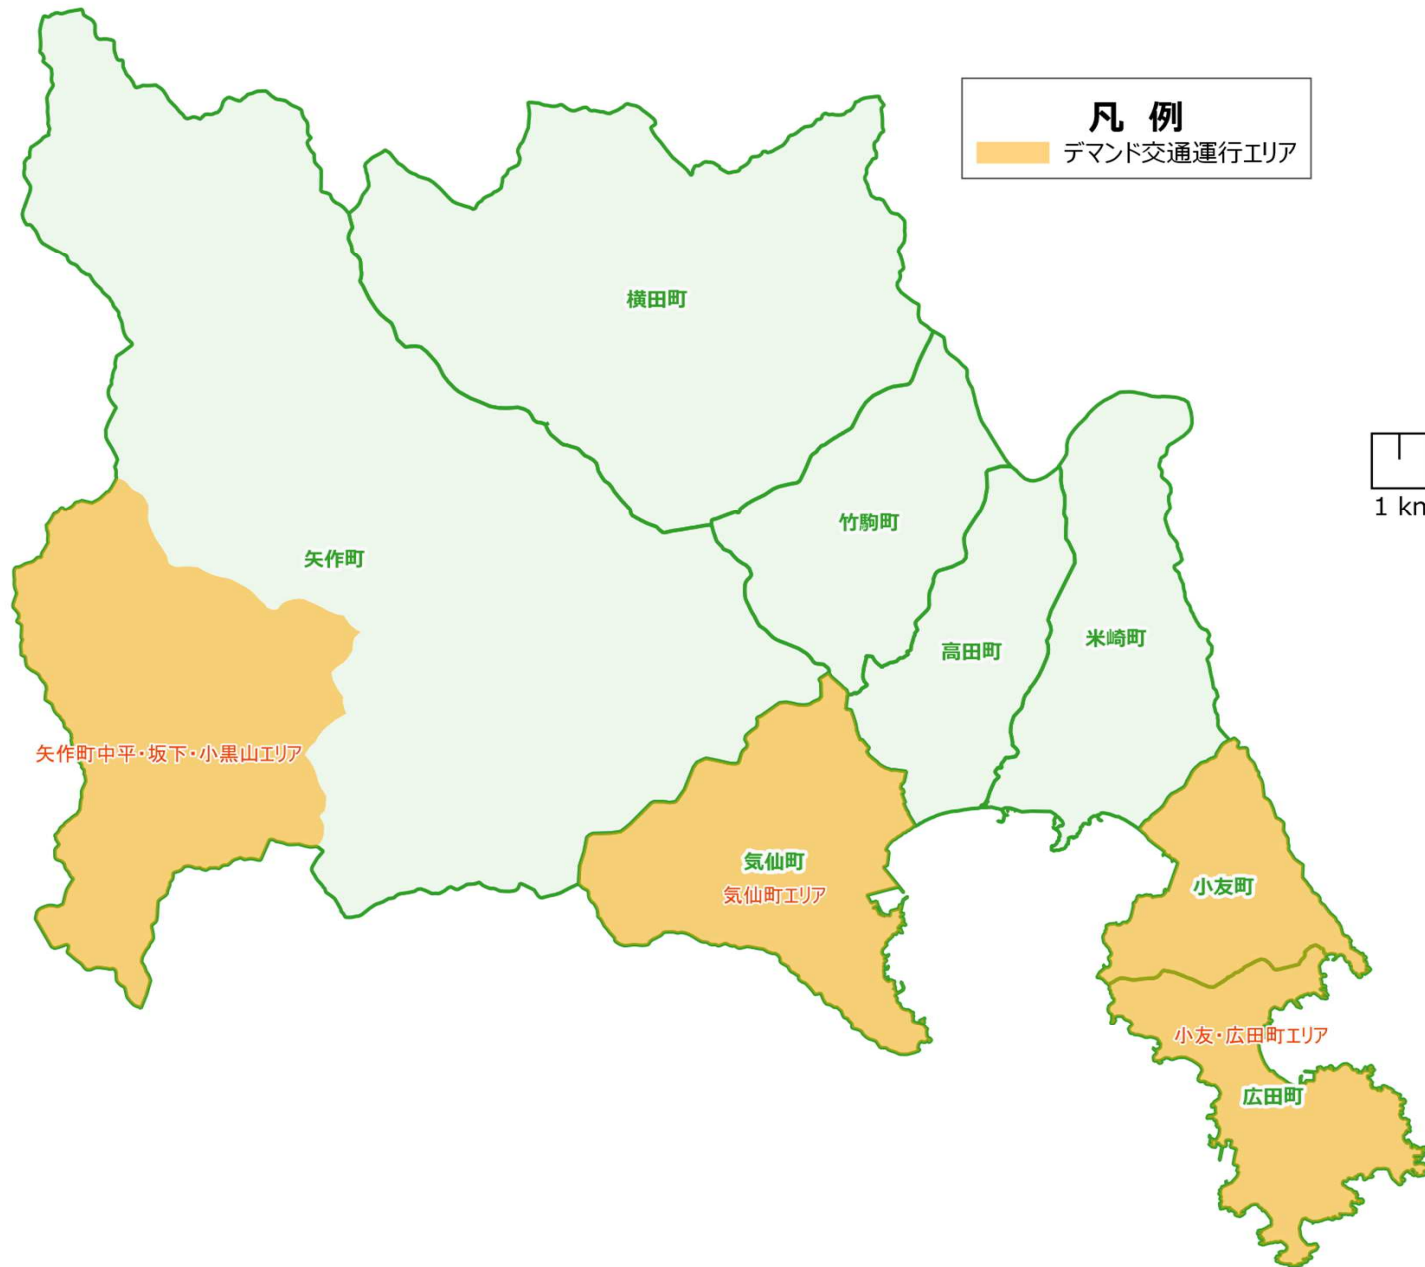 凡 例
デマンド交通運行エリア
横田町
1 km
竹駒町
矢作町
米崎町
高田町
矢作町中平・坂下・小黒山エリア
気仙町
気仙町エリア
小友町
小友・広田町エリア
広田町